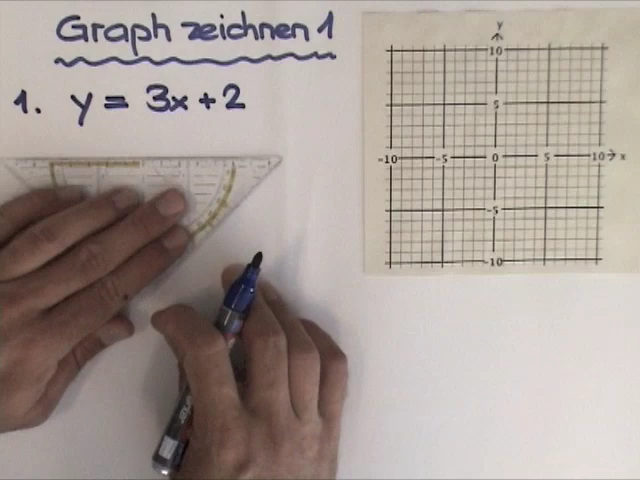 Graph zeichnen 1
1. y = 3x + 2
y
10
5
-10 -5 0 5 10 x
-5
-10